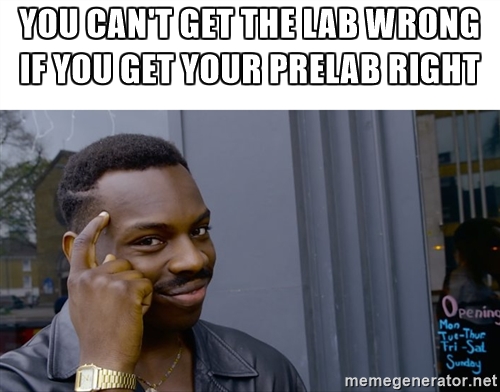 YOU CAN'T GET THE LAB WRONG
IF YOU GET YOUR PRELAB RIGHT
Opening
Mon
Tue-Thur
Fri-Sat
Sunday
memegenerator.net